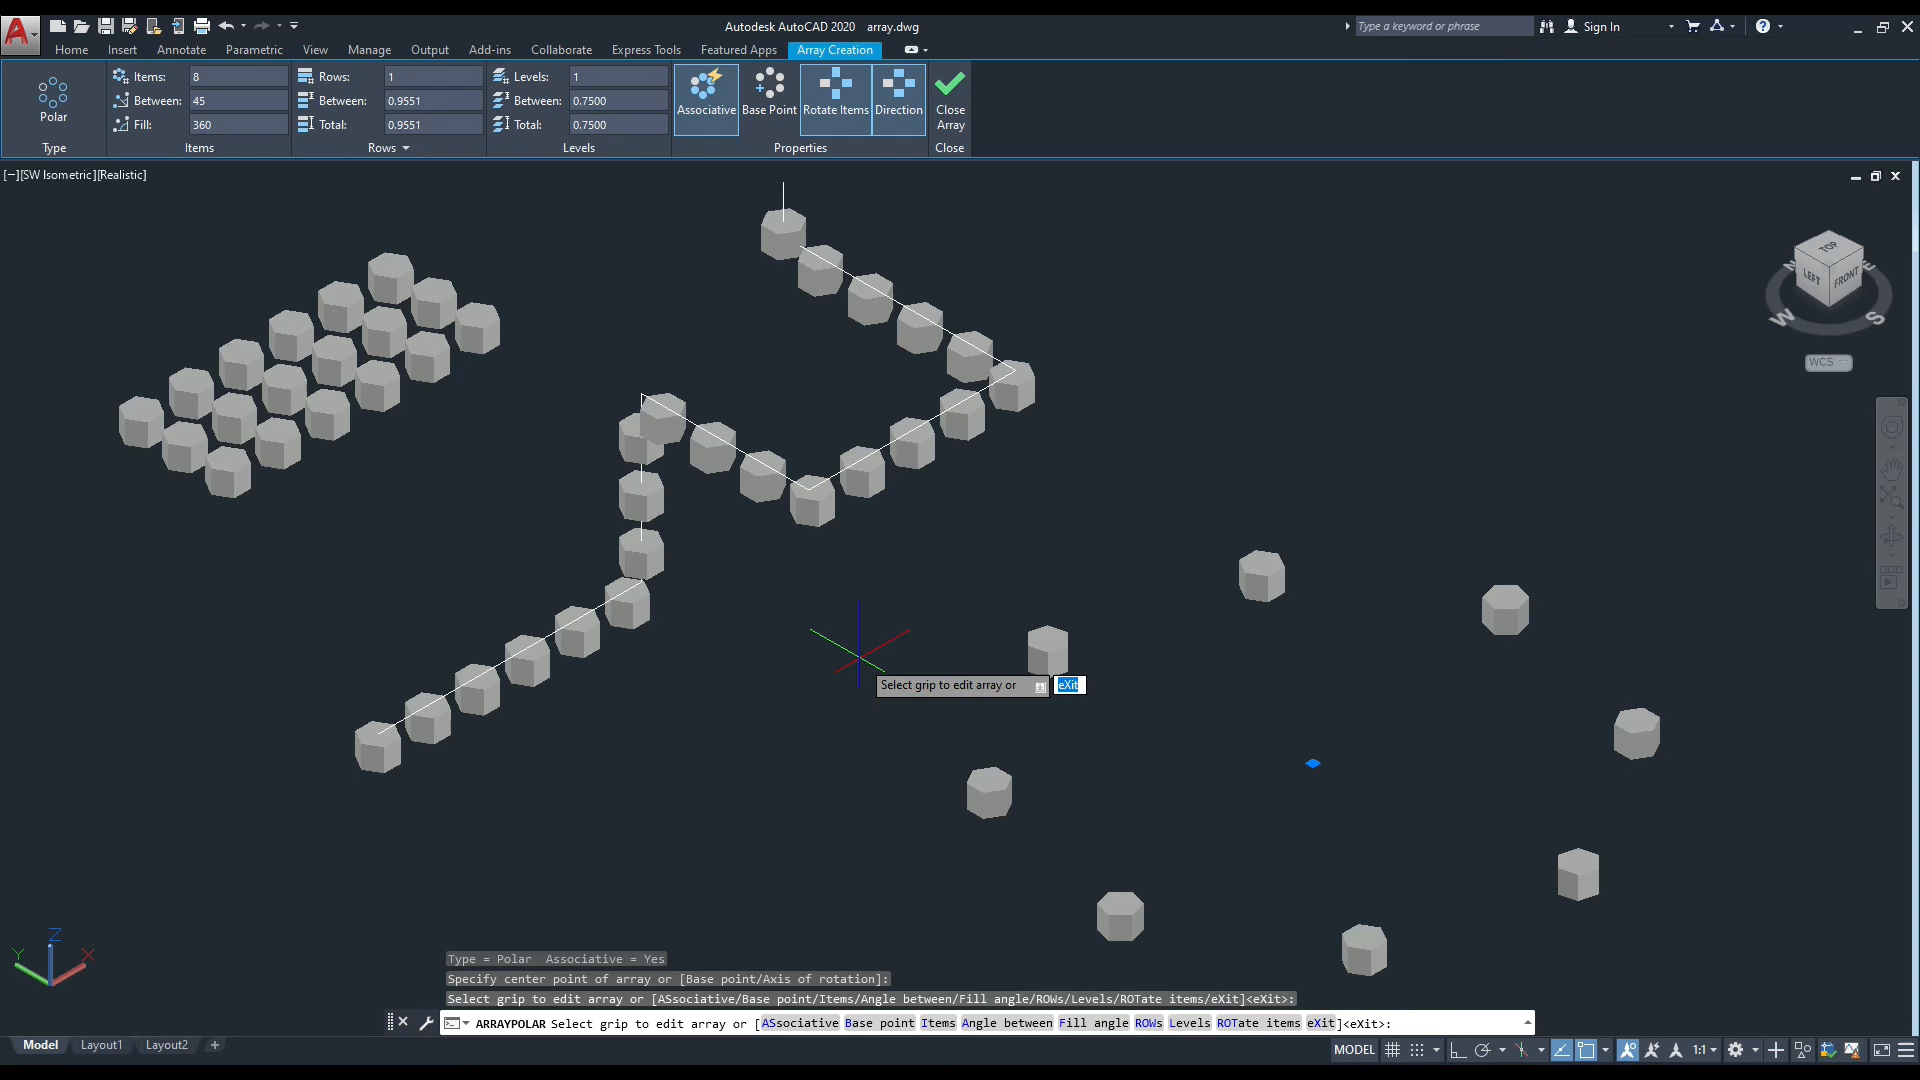 Autodesk AutoCAD 2020 array.dwg
Type a keyword or phrase
Sign In
Home Insert Annotate Parametric View Manage Output Add-ins Collaborate Express Tools Featured Apps Array Creation
Polar
Type
Items: 8
Between: 45
Fill: 360
Items
Rows: 1
Between: 0.9551
Total: 0.9551
Rows
Levels: 1
Between: 0.7500
Total: 0.7500
Levels
Associative Base Point Rotate Items Direction
Properties
Close
Array
Close
[−][SW Isometric][Realistic]
TOP
LEFT FRONT
N E
W S
WCS
Select grip to edit array or eXit
Z
Y X
Type = Polar Associative = Yes
Specify center point of array or [Base point/Axis of rotation]:
Select grip to edit array or [ASsociative/Base point/Items/Angle between/Fill angle/ROWs/Levels/ROTate items/eXit]<eXit>:
ARRAYPOLAR Select grip to edit array or [ASsociative Base point Items Angle between Fill angle ROWs Levels ROTate items eXit]<eXit>:
Model Layout1 Layout2 +
MODEL 1:1